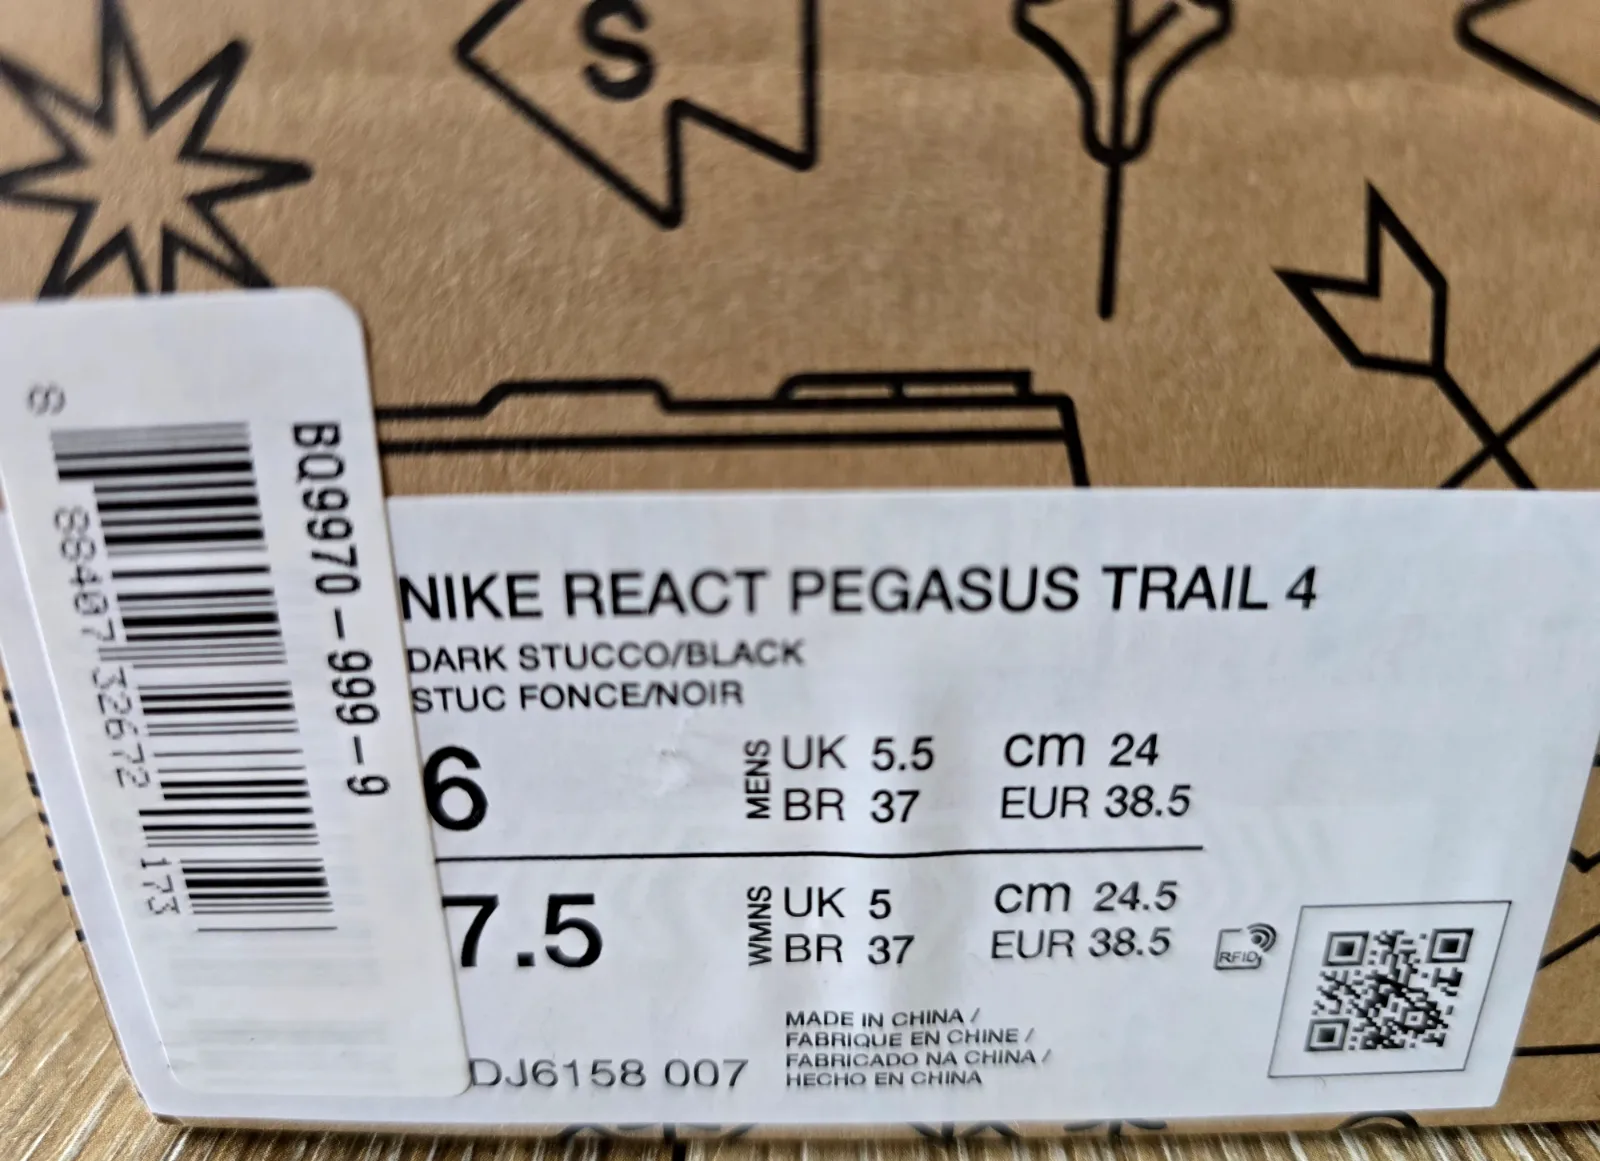 S
BQ9970-999-9
8 88407 32672 173
NIKE REACT PEGASUS TRAIL 4
DARK STUCCO/BLACK
STUC FONCE/NOIR
6
MENS
UK 5.5
cm 24
BR 37
EUR 38.5
7.5
WMNS
UK 5
cm 24.5
BR 37
EUR 38.5
RFID
DJ6158 007
MADE IN CHINA /
FABRIQUE EN CHINE /
FABRICADO NA CHINA /
HECHO EN CHINA